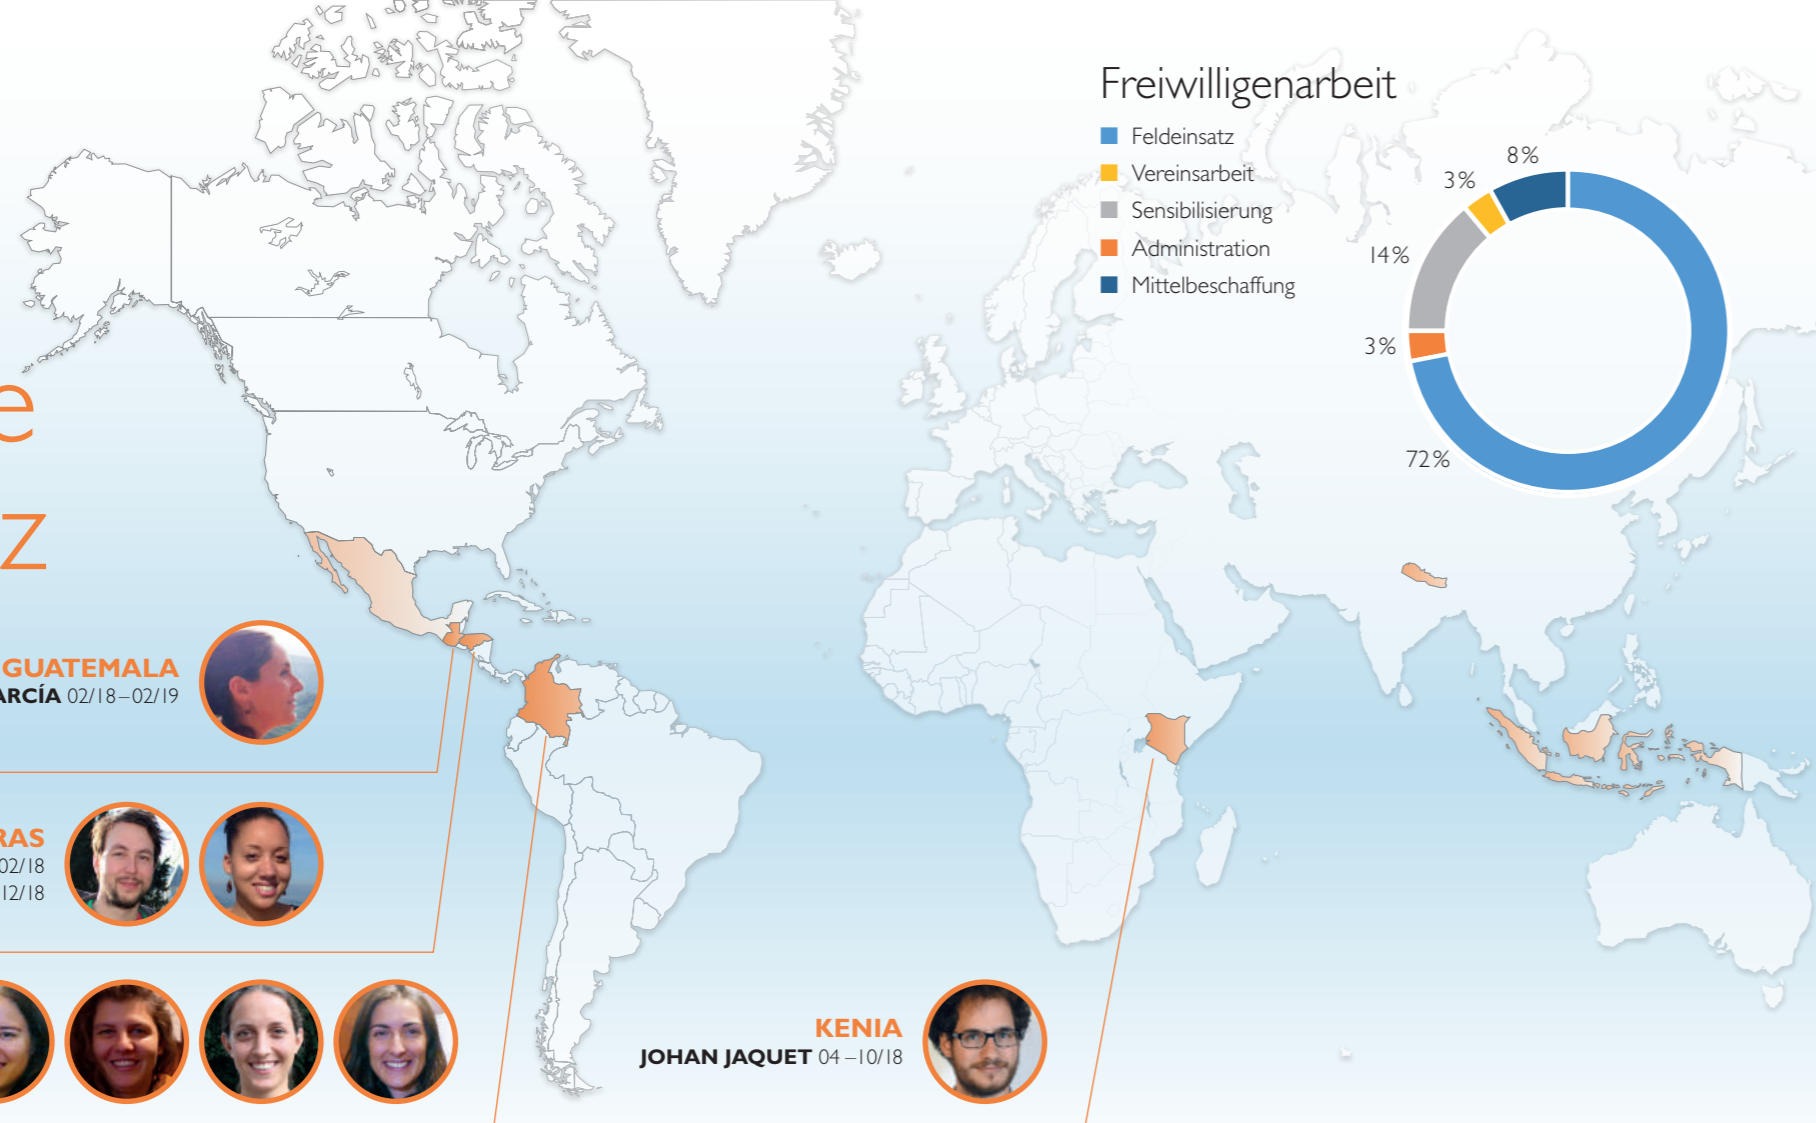 Freiwilligenarbeit
Feldeinsatz
Vereinsarbeit
Sensibilisierung
Administration
Mittelbeschaffung
8%
3%
14%
3%
72%
e
z
GUATEMALA
ARCÍA 02/18–02/19
RAS
02/18
12/18
KENIA
JOHAN JAQUET 04–10/18